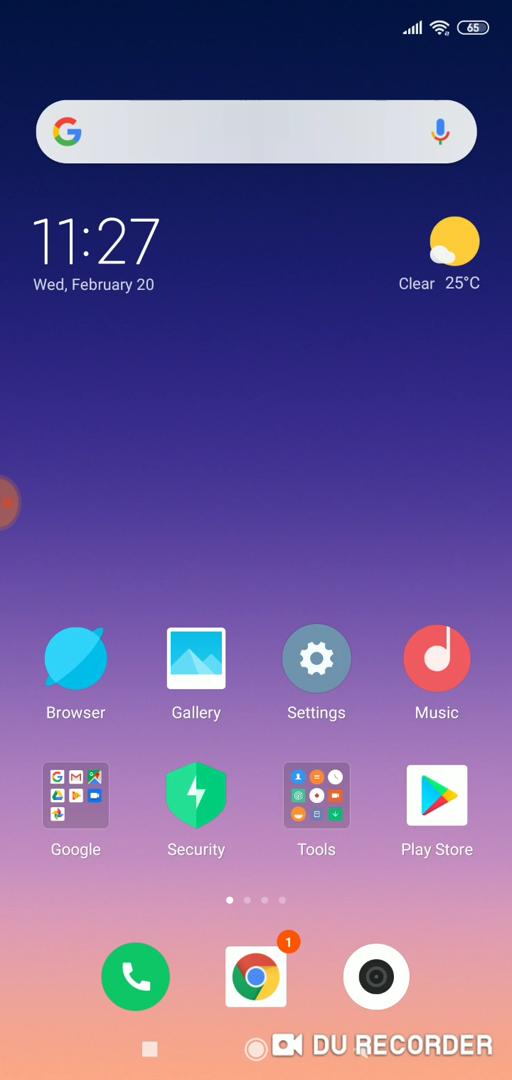 65
11:27
Wed, February 20
Clear 25°C
Browser
Gallery
Settings
Music
Google
Security
Tools
Play Store
1
DU RECORDER